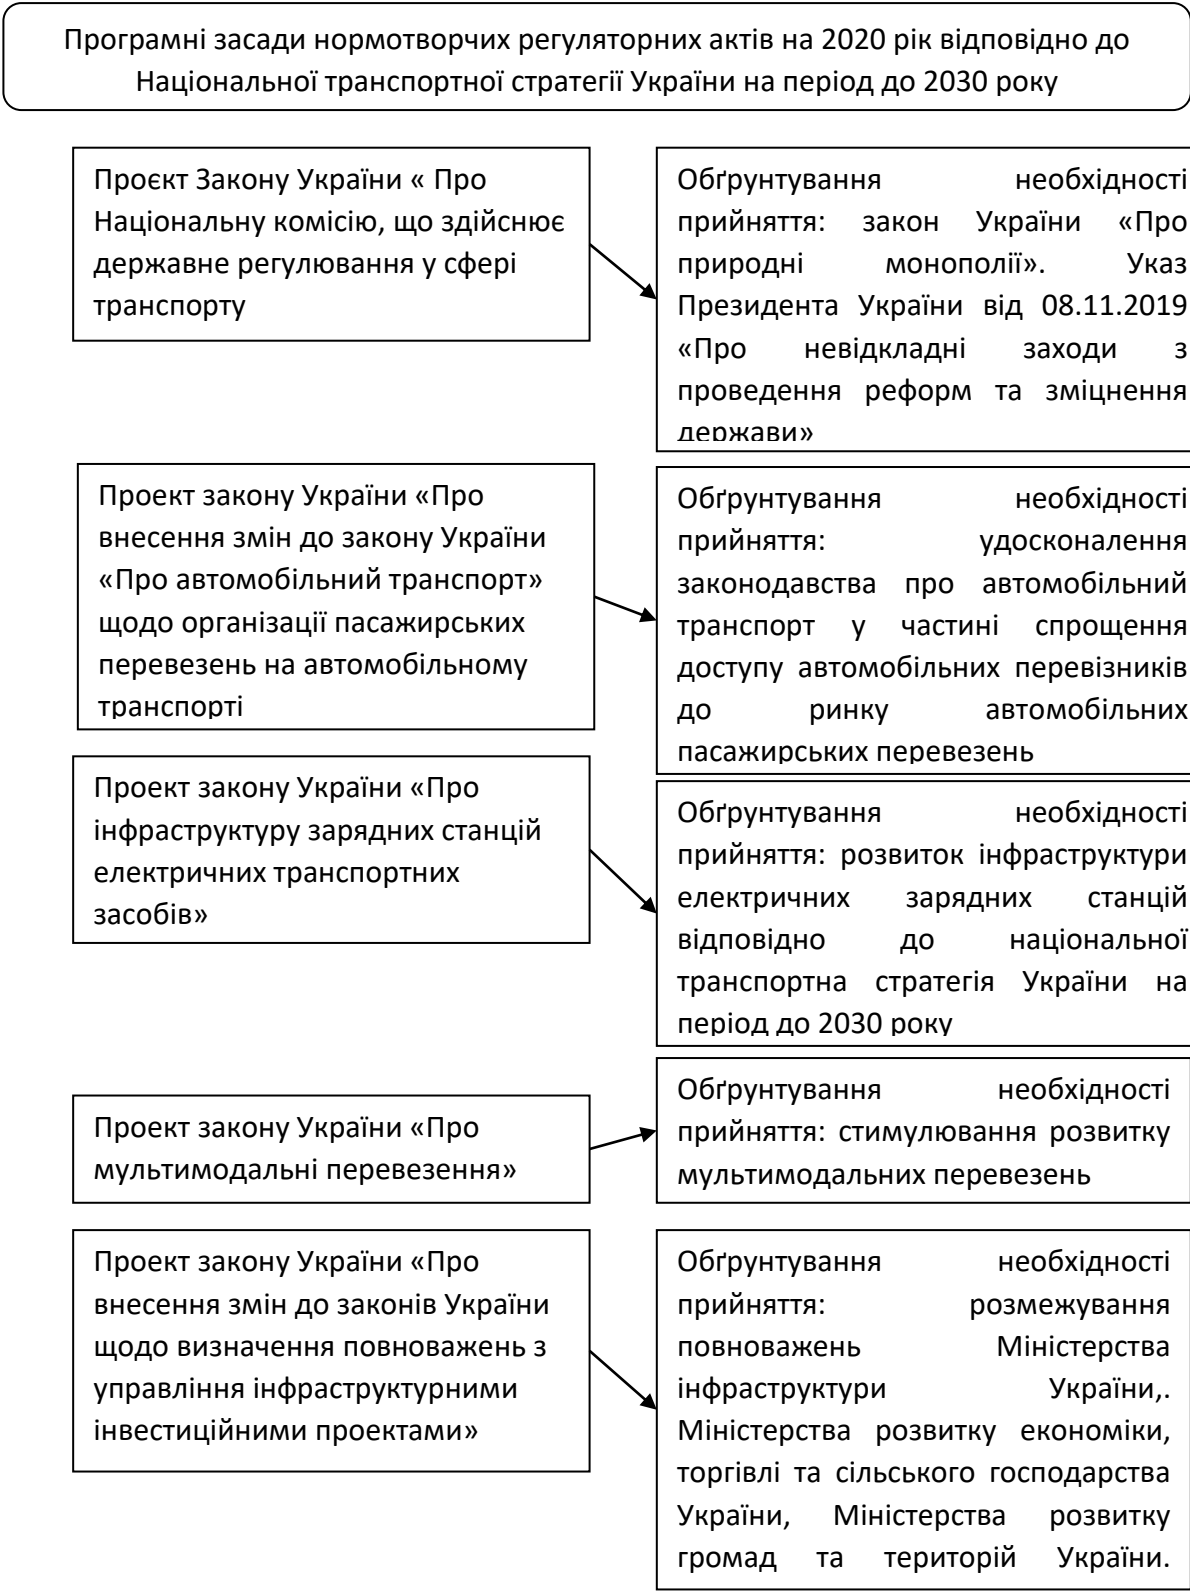 Програмні засади нормотворчих регуляторних актів на 2020 рік відповідно до
Національної транспортної стратегії України на період до 2030 року
Проєкт Закону України « Про
Національну комісію, що здійснює
державне регулювання у сфері
транспорту
Обґрунтування необхідності
прийняття: закон України «Про
природні монополії». Указ
Президента України від 08.11.2019
«Про невідкладні заходи з
проведення реформ та зміцнення
держави»
Проект закону України «Про
внесення змін до закону України
«Про автомобільний транспорт»
щодо організації пасажирських
перевезень на автомобільному
транспорті
Обґрунтування необхідності
прийняття: удосконалення
законодавства про автомобільний
транспорт у частині спрощення
доступу автомобільних перевізників
до ринку автомобільних
пасажирських перевезень
Проект закону України «Про
інфраструктуру зарядних станцій
електричних транспортних
засобів»
Обґрунтування необхідності
прийняття: розвиток інфраструктури
електричних зарядних станцій
відповідно до національної
транспортна стратегія України на
період до 2030 року
Проект закону України «Про
мультимодальні перевезення»
Обґрунтування необхідності
прийняття: стимулювання розвитку
мультимодальних перевезень
Проект закону України «Про
внесення змін до законів України
щодо визначення повноважень з
управління інфраструктурними
інвестиційними проектами»
Обґрунтування необхідності
прийняття: розмежування
повноважень Міністерства
інфраструктури України,.
Міністерства розвитку економіки,
торгівлі та сільського господарства
України, Міністерства розвитку
громад та територій України.